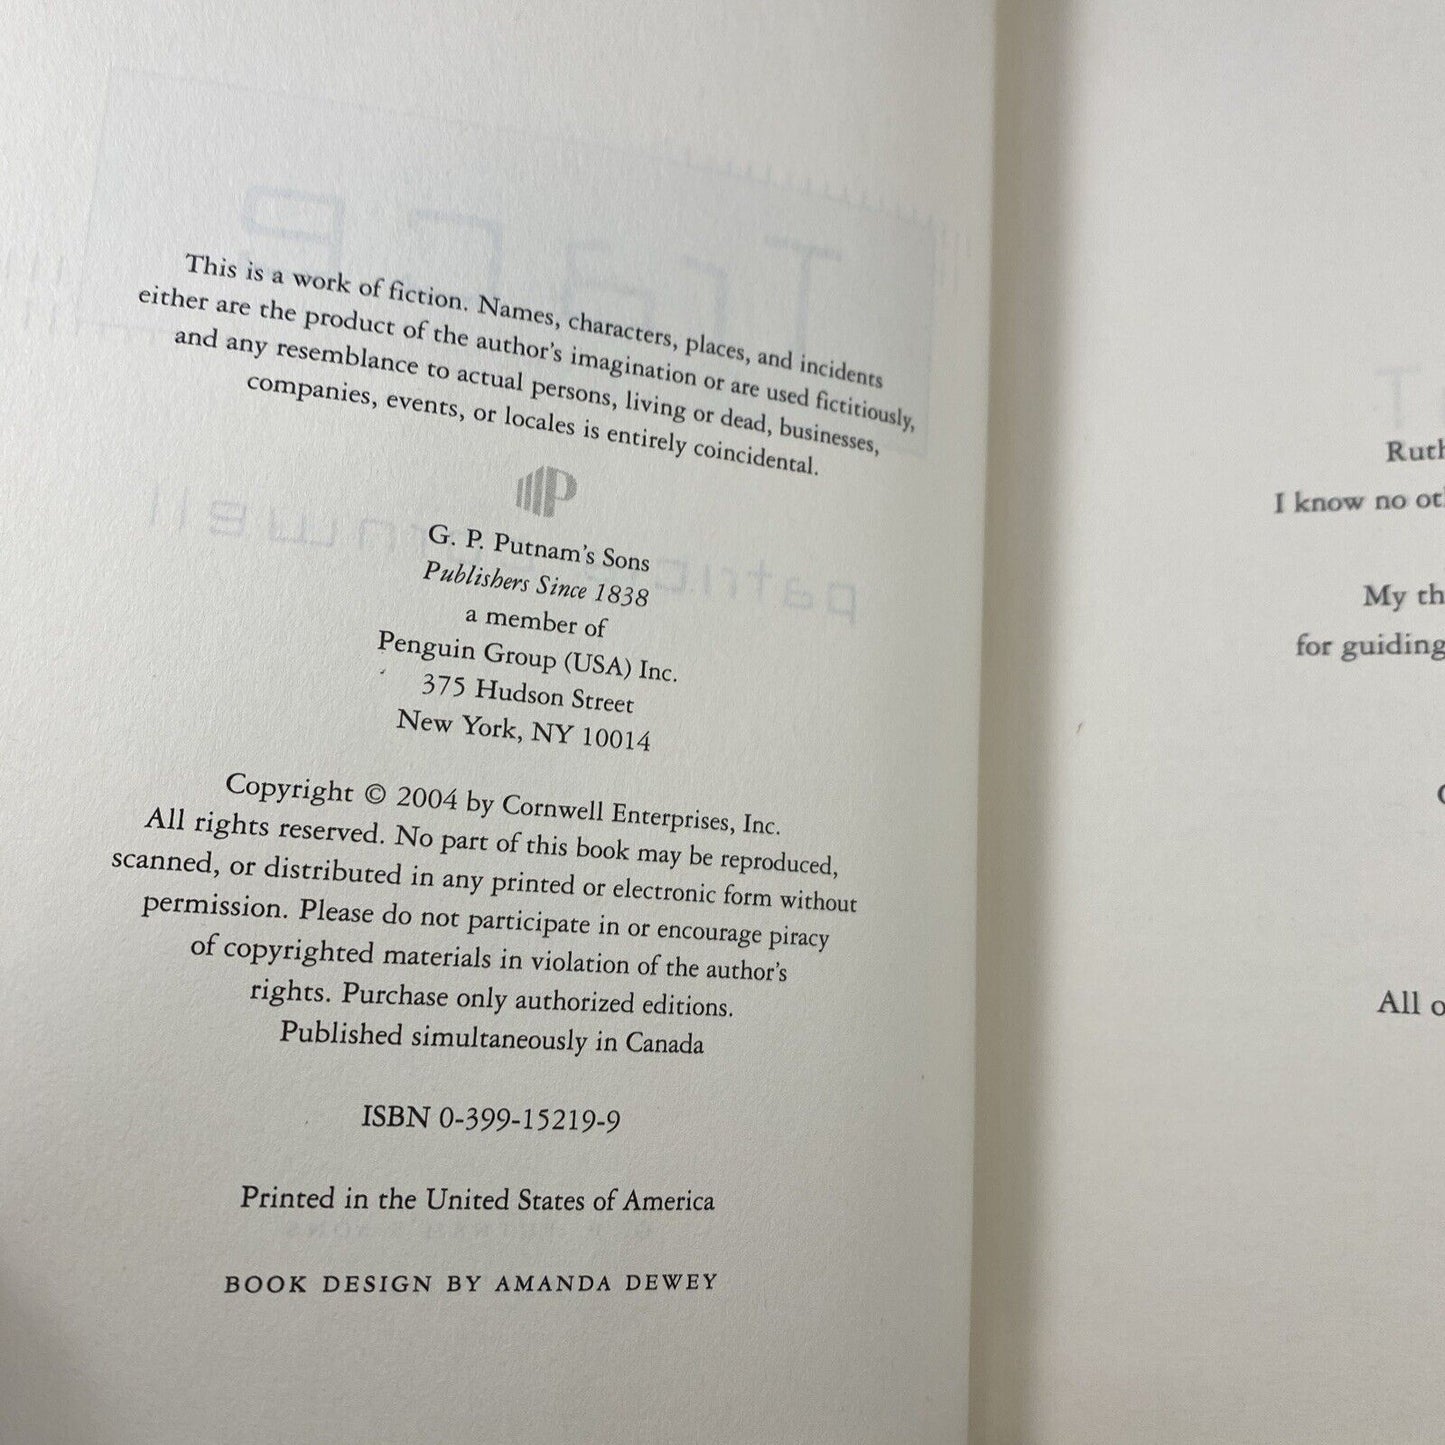 This is a work of fiction. Names, characters, places, and incidents
either are the product of the author's imagination or are used fictitiously,
and any resemblance to actual persons, living or dead, businesses,
companies, events, or locales is entirely coincidental.
P
G. P. Putnam's Sons
Publishers Since 1838
a member of
Penguin Group (USA) Inc.
375 Hudson Street
New York, NY 10014
Copyright © 2004 by Cornwell Enterprises, Inc.
All rights reserved. No part of this book may be reproduced,
scanned, or distributed in any printed or electronic form without
permission. Please do not participate in or encourage piracy
of copyrighted materials in violation of the author's
rights. Purchase only authorized editions.
Published simultaneously in Canada
ISBN 0-399-15219-9
Printed in the United States of America
BOOK DESIGN BY AMANDA DEWEY
T
Ruth
I know no
My
for guiding
All